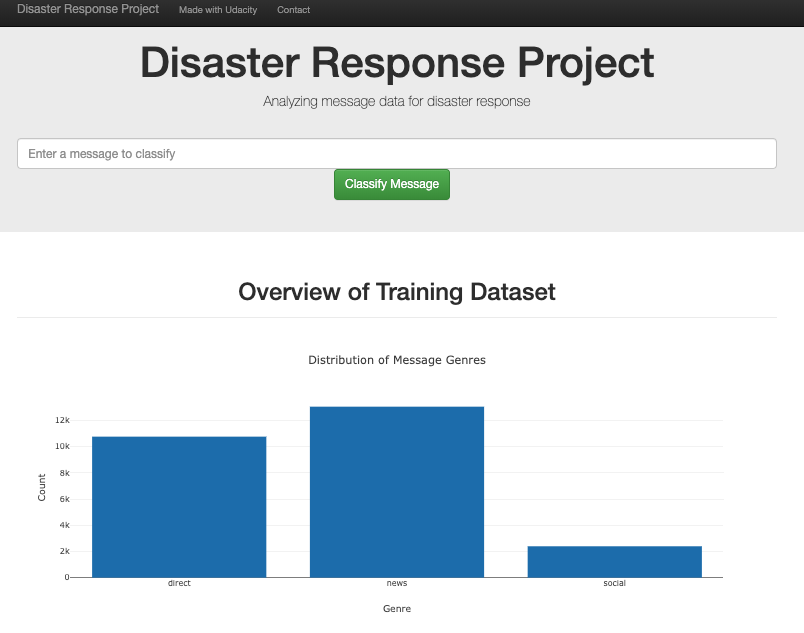 Disaster Response Project Made with Udacity Contact
Disaster Response Project
Analyzing message data for disaster response
Enter a message to classify
Classify Message
Overview of Training Dataset
Distribution of Message Genres
12k
10k
8k
6k
4k
2k
0
Count
direct news social
Genre